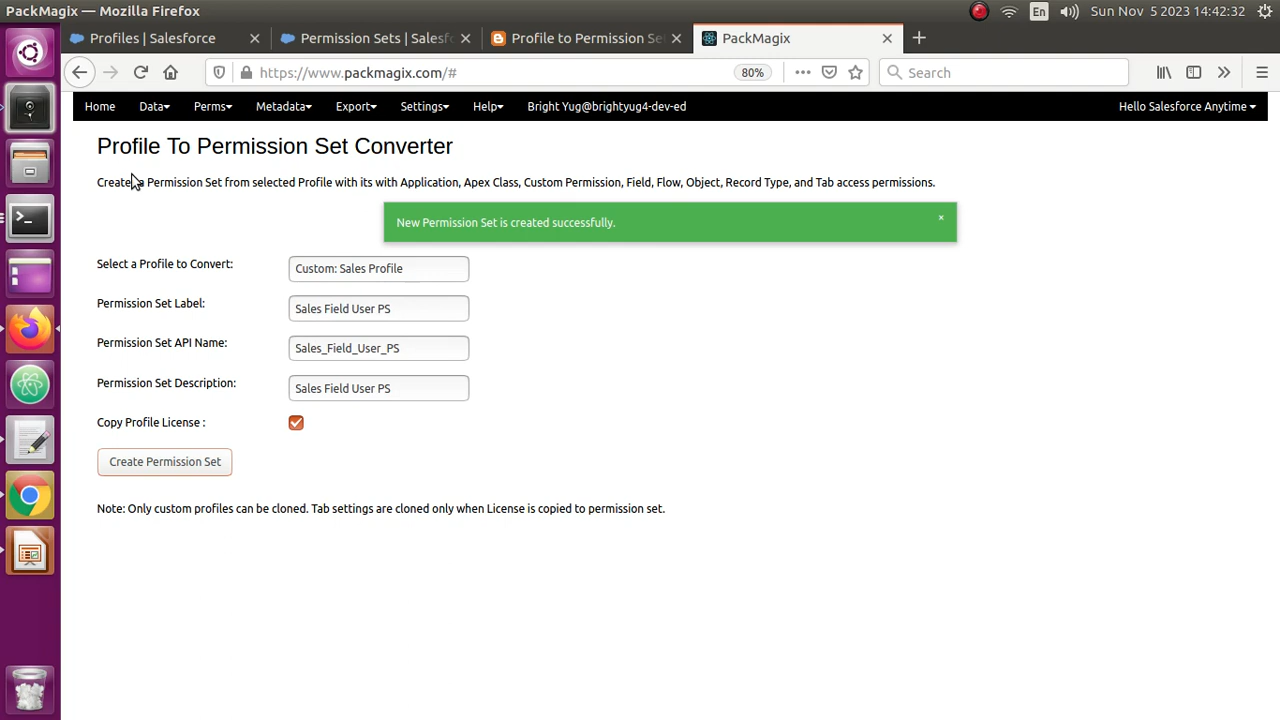 PackMagix — Mozilla Firefox
En
Sun Nov 5 2023 14:42:32
Profiles | Salesforce
Permission Sets | Salesf
Profile to Permission Se
PackMagix
https://www.packmagix.com/#
80%
Search
Home
Data
Perms
Metadata
Export
Settings
Help
Bright Yug@brightyug4-dev-ed
Hello Salesforce Anytime
Profile To Permission Set Converter
Create a Permission Set from selected Profile with its with Application, Apex Class, Custom Permission, Field, Flow, Object, Record Type, and Tab access permissions.
New Permission Set is created successfully.
×
Select a Profile to Convert:
Custom: Sales Profile
Permission Set Label:
Sales Field User PS
Permission Set API Name:
Sales_Field_User_PS
Permission Set Description:
Sales Field User PS
Copy Profile License :
Create Permission Set
Note: Only custom profiles can be cloned. Tab settings are cloned only when License is copied to permission set.